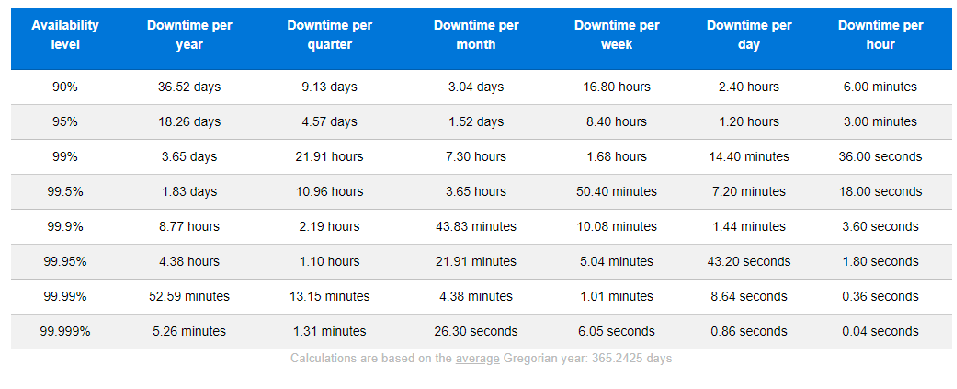 Availability level Downtime per year Downtime per quarter Downtime per month Downtime per week Downtime per day Downtime per hour
90% 36.52 days 9.13 days 3.04 days 16.80 hours 2.40 hours 6.00 minutes
95% 18.26 days 4.57 days 1.52 days 8.40 hours 1.20 hours 3.00 minutes
99% 3.65 days 21.91 hours 7.30 hours 1.68 hours 14.40 minutes 36.00 seconds
99.5% 1.83 days 10.96 hours 3.65 hours 50.40 minutes 7.20 minutes 18.00 seconds
99.9% 8.77 hours 2.19 hours 43.83 minutes 10.08 minutes 1.44 minutes 3.60 seconds
99.95% 4.38 hours 1.10 hours 21.91 minutes 5.04 minutes 43.20 seconds 1.80 seconds
99.99% 52.59 minutes 13.15 minutes 4.38 minutes 1.01 minutes 8.64 seconds 0.36 seconds
99.999% 5.26 minutes 1.31 minutes 26.30 seconds 6.05 seconds 0.86 seconds 0.04 seconds
Calculations are based on the average Gregorian year: 365.2425 days